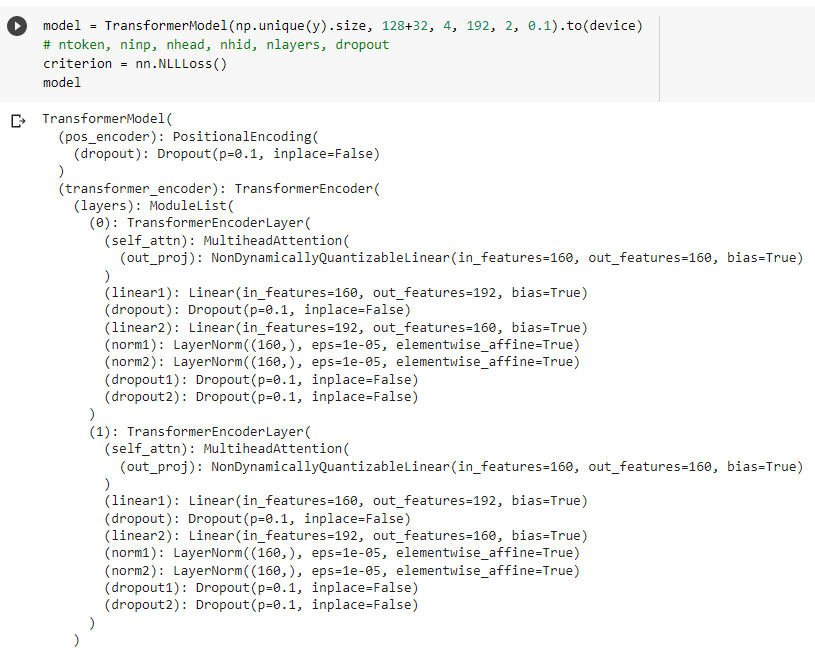 model = TransformerModel(np.unique(y).size, 128+32, 4, 192, 2, 0.1).to(device)
# ntoken, ninp, nhead, nhid, nlayers, dropout
criterion = nn.NLLLoss()
model
TransformerModel(
  (pos_encoder): PositionalEncoding(
    (dropout): Dropout(p=0.1, inplace=False)
  )
  (transformer_encoder): TransformerEncoder(
    (layers): ModuleList(
      (0): TransformerEncoderLayer(
        (self_attn): MultiheadAttention(
          (out_proj): NonDynamicallyQuantizableLinear(in_features=160, out_features=160, bias=True)
        )
        (linear1): Linear(in_features=160, out_features=192, bias=True)
        (dropout): Dropout(p=0.1, inplace=False)
        (linear2): Linear(in_features=192, out_features=160, bias=True)
        (norm1): LayerNorm((160,), eps=1e-05, elementwise_affine=True)
        (norm2): LayerNorm((160,), eps=1e-05, elementwise_affine=True)
        (dropout1): Dropout(p=0.1, inplace=False)
        (dropout2): Dropout(p=0.1, inplace=False)
      )
      (1): TransformerEncoderLayer(
        (self_attn): MultiheadAttention(
          (out_proj): NonDynamicallyQuantizableLinear(in_features=160, out_features=160, bias=True)
        )
        (linear1): Linear(in_features=160, out_features=192, bias=True)
        (dropout): Dropout(p=0.1, inplace=False)
        (linear2): Linear(in_features=192, out_features=160, bias=True)
        (norm1): LayerNorm((160,), eps=1e-05, elementwise_affine=True)
        (norm2): LayerNorm((160,), eps=1e-05, elementwise_affine=True)
        (dropout1): Dropout(p=0.1, inplace=False)
        (dropout2): Dropout(p=0.1, inplace=False)
      )
    )